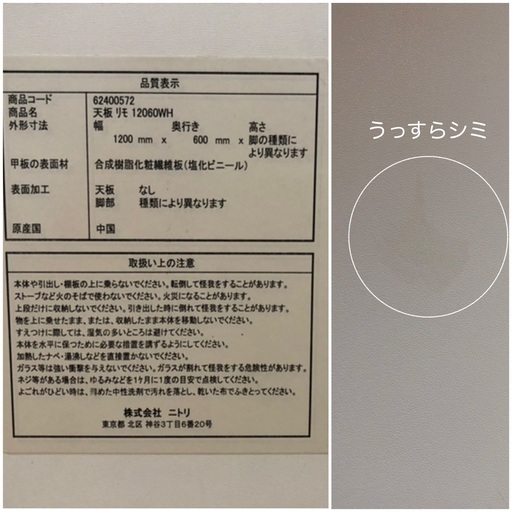 品質表示
商品コード 62400572
商品名 天板 リモ 12060WH
外形寸法 幅 奥行き 高さ
1200 mm x 600 mm x 脚の種類に
より異なります
甲板の表面材 合成樹脂化粧繊維板(塩化ビニール)
表面加工 天板 なし
脚部 種類により異なります
原産国 中国
取扱い上の注意
本体や引出し・棚板の上に乗らないでください。転倒して怪我をすることがあります。
ストーブなど火のそばで使わないでください。火災になることがあります。
上段だけに収納しないでください。引き出した時に倒れて怪我をすることがあります。
物を上に乗せたまま、または、収納したまま本体を移動しないでください。
すえつけに際しては、湿気の多いところは避けてください。
本体を水平に保つために必要な措置を講ずるようにしてください。
加熱したナベ・湯沸しなどを直接置かないでください。
ガラス等は強い衝撃を与えないでください。ガラスが割れて怪我をする危険性があります。
ネジ等がある場合は、ゆるみなどを1ヶ月に1度の目安で点検してください。
よごれがひどい時は、薄めた中性洗剤で汚れを落とし、乾いた布でふきとってください。
株式会社 ニトリ
東京都 北区 神谷3丁目6番20号
うっすらシミ